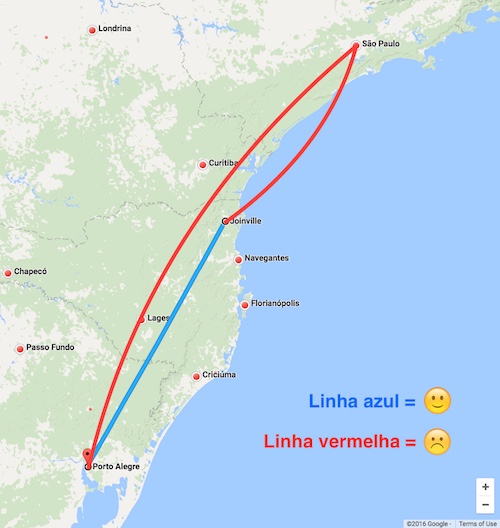 Londrina
São Paulo
Curitiba
Joinville
Navegantes
Chapecó
Florianópolis
Lages
Passo Fundo
Criciúma
Linha azul =
Linha vermelha =
Porto Alegre
+
−
©2016 Google - Terms of Use